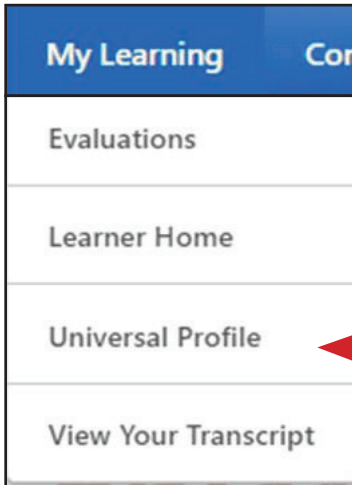 My Learning
Evaluations
Learner Home
Universal Profile
View Your Transcript